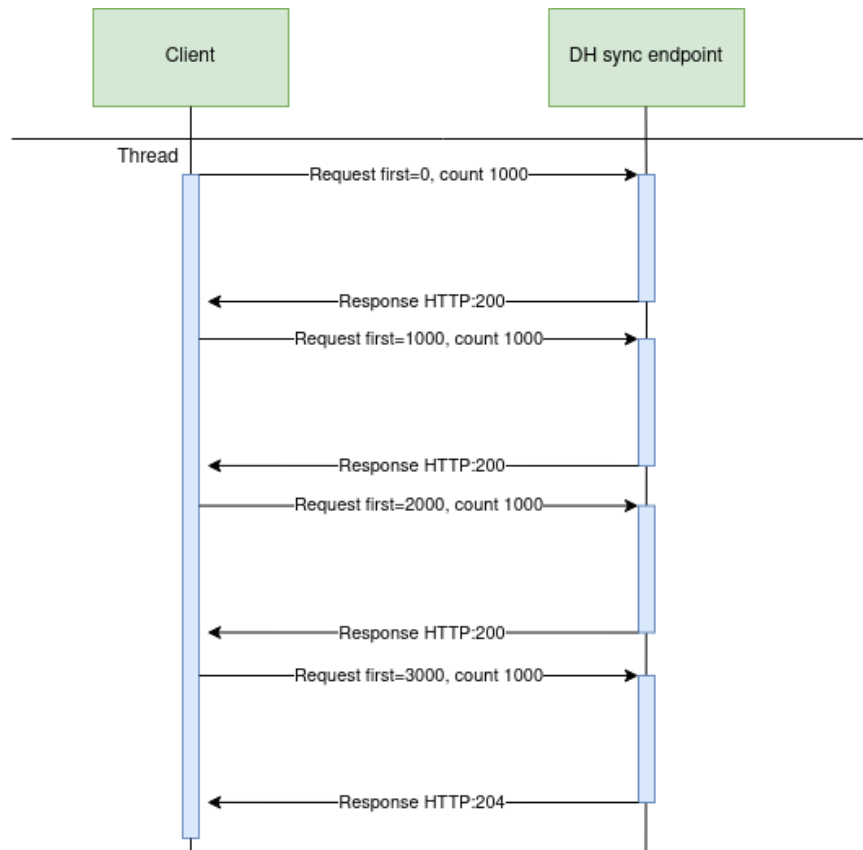 Client
DH sync endpoint
Thread
Request first=0, count 1000
Response HTTP:200
Request first=1000, count 1000
Response HTTP:200
Request first=2000, count 1000
Response HTTP:200
Request first=3000, count 1000
Response HTTP:204